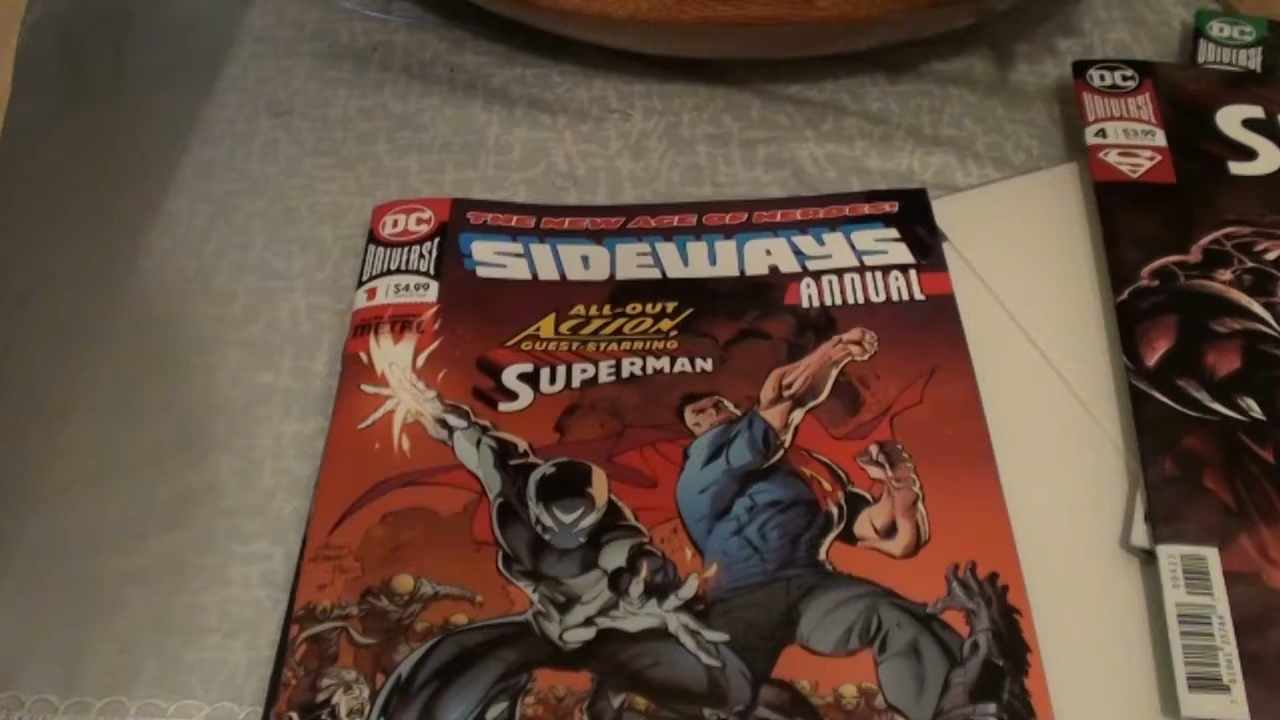 THE NEW AGE OF HEROES!
SIDEWAYS
ANNUAL
DC
UNIVERSE
1 $4.99
METAL
ALL-OUT
ACTION
GUEST-STARRING
SUPERMAN
DC
UNIVERSE
4 $3.99
S
DC
UNIVERSE